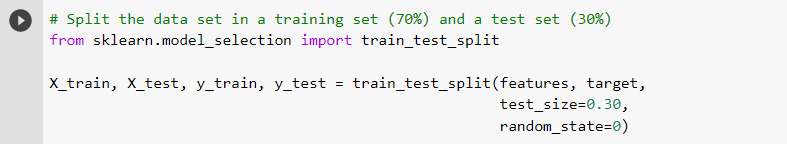 # Split the data set in a training set (70%) and a test set (30%)
from sklearn.model_selection import train_test_split
X_train, X_test, y_train, y_test = train_test_split(features, target,
test_size=0.30,
random_state=0)